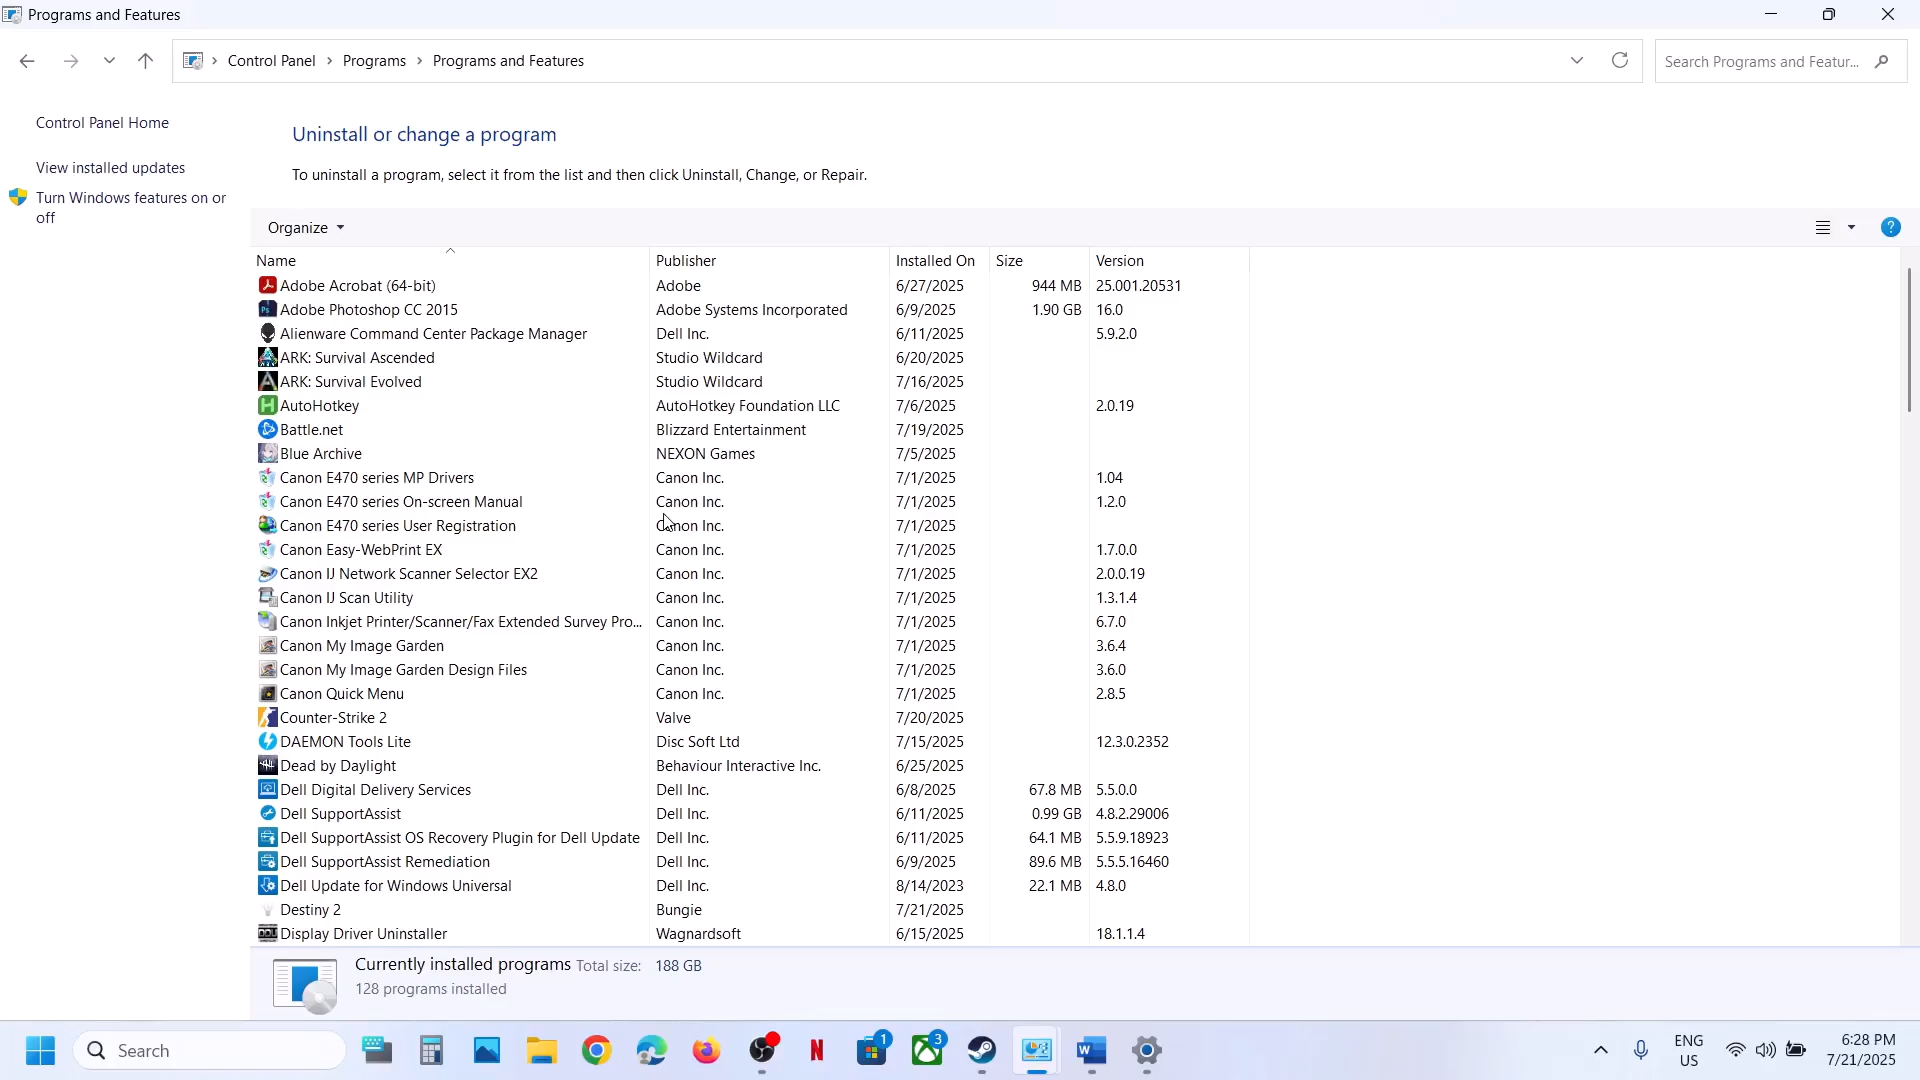 Programs and Features
Control Panel > Programs > Programs and Features
Search Programs and Featur...
Control Panel Home
View installed updates
Turn Windows features on or
off
Uninstall or change a program
To uninstall a program, select it from the list and then click Uninstall, Change, or Repair.
Organize
Name Publisher Installed On Size Version
Adobe Acrobat (64-bit) Adobe 6/27/2025 944 MB 25.001.20531
Adobe Photoshop CC 2015 Adobe Systems Incorporated 6/9/2025 1.90 GB 16.0
Alienware Command Center Package Manager Dell Inc. 6/11/2025 5.9.2.0
ARK: Survival Ascended Studio Wildcard 6/20/2025
ARK: Survival Evolved Studio Wildcard 7/16/2025
AutoHotkey AutoHotkey Foundation LLC 7/6/2025 2.0.19
Battle.net Blizzard Entertainment 7/19/2025
Blue Archive NEXON Games 7/5/2025
Canon E470 series MP Drivers Canon Inc. 7/1/2025 1.04
Canon E470 series On-screen Manual Canon Inc. 7/1/2025 1.2.0
Canon E470 series User Registration Canon Inc. 7/1/2025
Canon Easy-WebPrint EX Canon Inc. 7/1/2025 1.7.0.0
Canon IJ Network Scanner Selector EX2 Canon Inc. 7/1/2025 2.0.0.19
Canon IJ Scan Utility Canon Inc. 7/1/2025 1.3.1.4
Canon Inkjet Printer/Scanner/Fax Extended Survey Pro... Canon Inc. 7/1/2025 6.7.0
Canon My Image Garden Canon Inc. 7/1/2025 3.6.4
Canon My Image Garden Design Files Canon Inc. 7/1/2025 3.6.0
Canon Quick Menu Canon Inc. 7/1/2025 2.8.5
Counter-Strike 2 Valve 7/20/2025
DAEMON Tools Lite Disc Soft Ltd 7/15/2025 12.3.0.2352
Dead by Daylight Behaviour Interactive Inc. 6/25/2025
Dell Digital Delivery Services Dell Inc. 6/8/2025 67.8 MB 5.5.0.0
Dell SupportAssist Dell Inc. 6/11/2025 0.99 GB 4.8.2.29006
Dell SupportAssist OS Recovery Plugin for Dell Update Dell Inc. 6/11/2025 64.1 MB 5.5.9.18923
Dell SupportAssist Remediation Dell Inc. 6/9/2025 89.6 MB 5.5.5.16460
Dell Update for Windows Universal Dell Inc. 8/14/2023 22.1 MB 4.8.0
Destiny 2 Bungie 7/21/2025
Display Driver Uninstaller Wagnardsoft 6/15/2025 18.1.1.4
Currently installed programs Total size: 188 GB
128 programs installed
Search
1
3
ENG
US
6:28 PM
7/21/2025